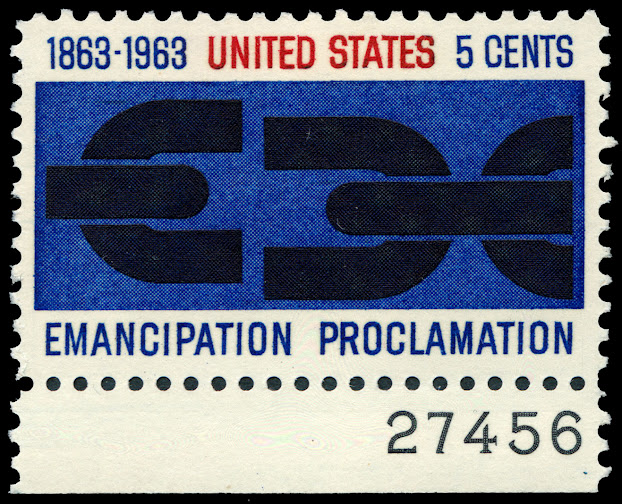 1863-1963 UNITED STATES 5 CENTS
EMANCIPATION PROCLAMATION
27456